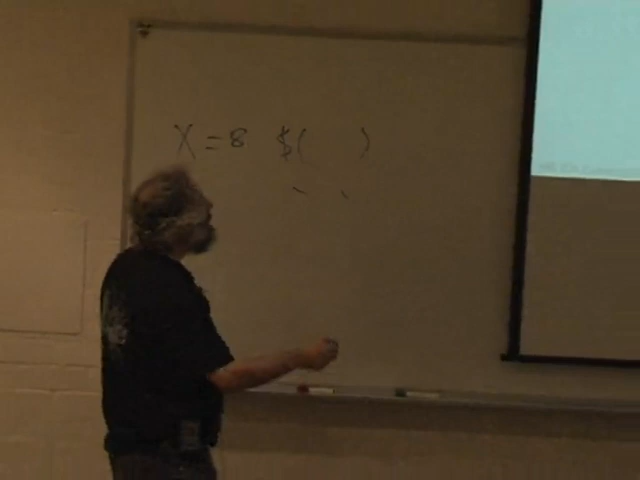 X = 8 $( )
` `